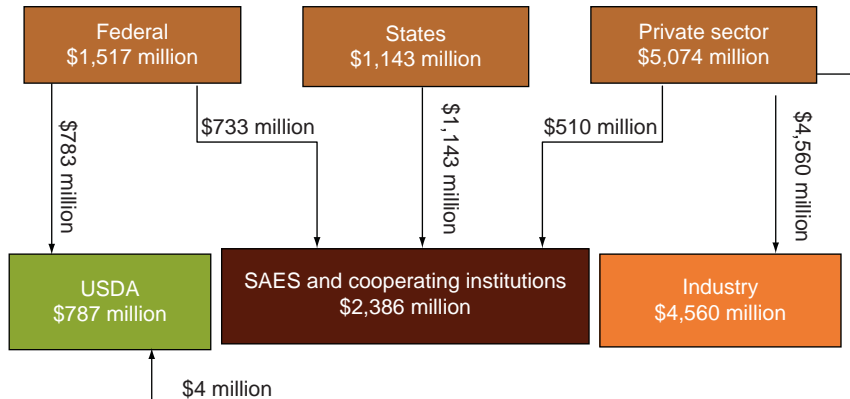 Federal
$1,517 million
States
$1,143 million
Private sector
$5,074 million
$783 million
$733 million
$1,143 million
$510 million
$4,560 million
USDA
$787 million
SAES and cooperating institutions
$2,386 million
Industry
$4,560 million
$4 million